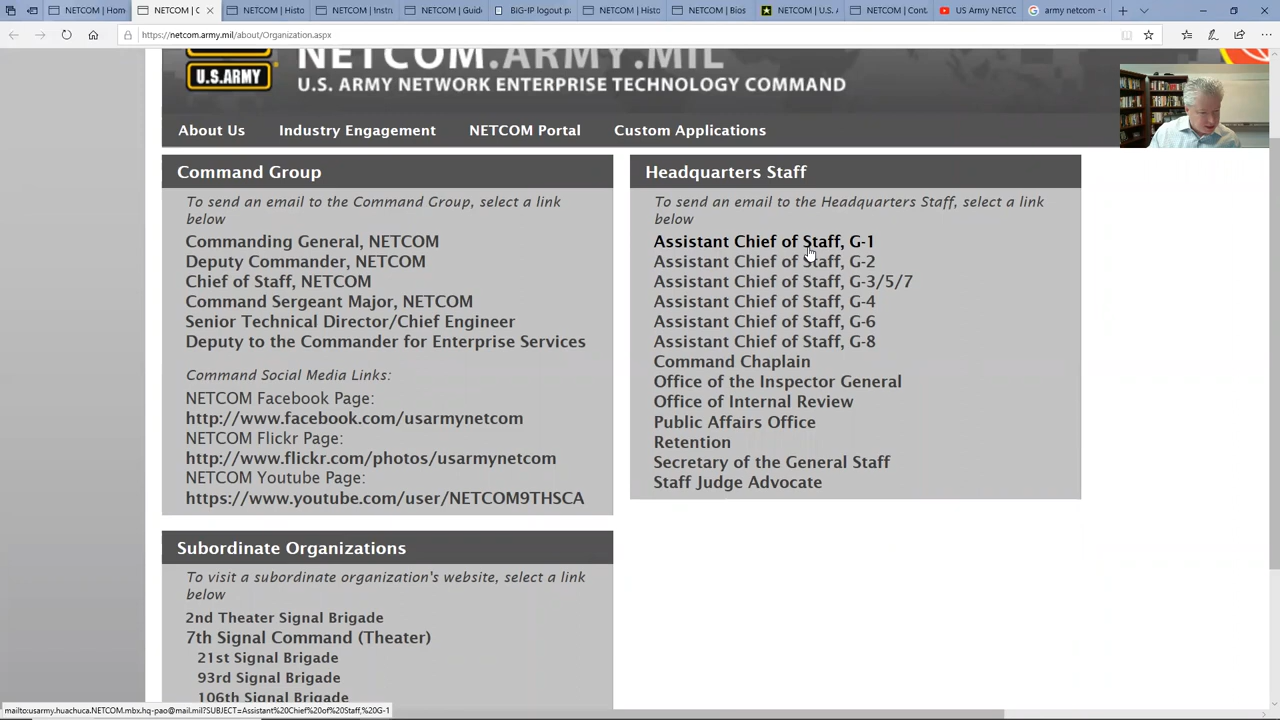 NETCOM | Hom
NETCOM | O
NETCOM | Histo
NETCOM | Instru
NETCOM | Guid
BIG-IP logout pa
NETCOM | Histo
NETCOM | Bios
NETCOM | U.S. A
NETCOM | Cont
US Army NETCO
army netcom - G
https://netcom.army.mil/about/Organization.aspx
U.S.ARMY
NETCOM.ARMY.MIL
U.S. ARMY NETWORK ENTERPRISE TECHNOLOGY COMMAND
About Us
Industry Engagement
NETCOM Portal
Custom Applications
Command Group
To send an email to the Command Group, select a link
below
Commanding General, NETCOM
Deputy Commander, NETCOM
Chief of Staff, NETCOM
Command Sergeant Major, NETCOM
Senior Technical Director/Chief Engineer
Deputy to the Commander for Enterprise Services
Command Social Media Links:
NETCOM Facebook Page:
http://www.facebook.com/usarmynetcom
NETCOM Flickr Page:
http://www.flickr.com/photos/usarmynetcom
NETCOM Youtube Page:
https://www.youtube.com/user/NETCOM9THSCA
Headquarters Staff
To send an email to the Headquarters Staff, select a link
below
Assistant Chief of Staff, G-1
Assistant Chief of Staff, G-2
Assistant Chief of Staff, G-3/5/7
Assistant Chief of Staff, G-4
Assistant Chief of Staff, G-6
Assistant Chief of Staff, G-8
Command Chaplain
Office of the Inspector General
Office of Internal Review
Public Affairs Office
Retention
Secretary of the General Staff
Staff Judge Advocate
Subordinate Organizations
To visit a subordinate organization's website, select a link
below
2nd Theater Signal Brigade
7th Signal Command (Theater)
21st Signal Brigade
93rd Signal Brigade
106th Signal Brigade
mailto:usarmy.huachuca.NETCOM.mbx.hq-pao@mail.mil?SUBJECT=Assistant%20Chief%20of%20Staff,%20G-1